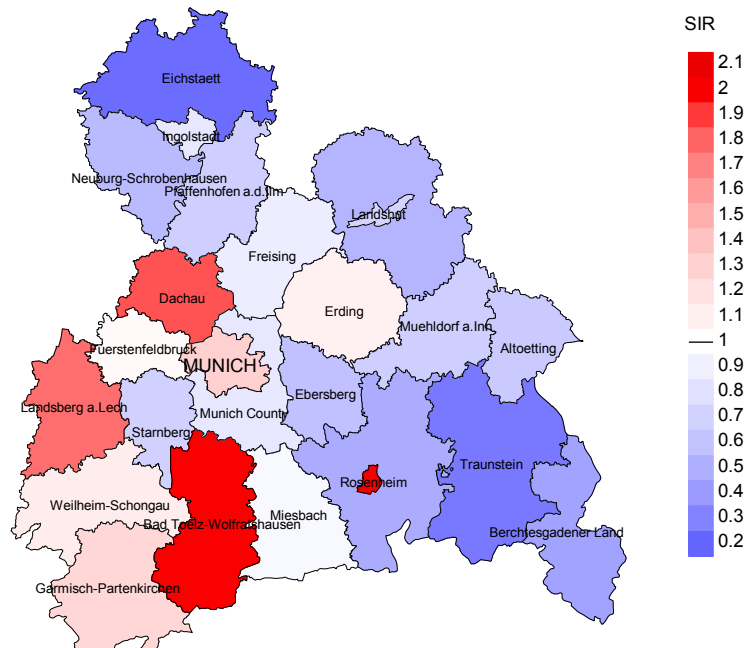 SIR
2.1
2
1.9
1.8
1.7
1.6
1.5
1.4
1.3
1.2
1.1
1
0.9
0.8
0.7
0.6
0.5
0.4
0.3
0.2
Eichstaett
Ingolstadt
Neuburg-Schrobenhausen
Pfaffenhofen a.d.Ilm
Landshut
Freising
Dachau
Erding
Muehldorf a.Inn
Altoetting
Fuerstenfeldbruck
MUNICH
Ebersberg
Landsberg a.Lech
Munich County
Starnberg
Traunstein
Rosenheim
Weilheim-Schongau
Miesbach
Bad Toelz-Wolfratshausen
Berchtesgadener Land
Garmisch-Partenkirchen